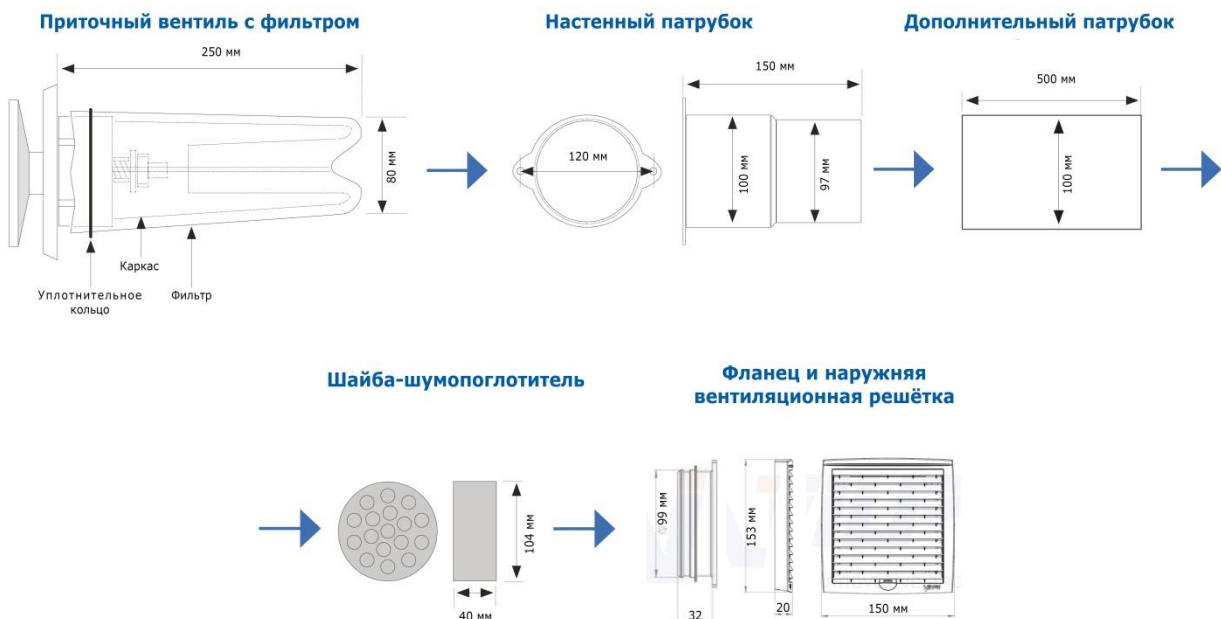 Приточный вентиль с фильтром
Настенный патрубок
Дополнительный патрубок
250 мм
80 мм
Каркас
Уплотнительное
кольцо
Фильтр
120 мм
150 мм
100 мм
97 мм
500 мм
100 мм
Шайба-шумопоглотитель
Фланец и наружняя
вентиляционная решётка
104 мм
40 мм
99 мм
32
153 мм
20
150 мм